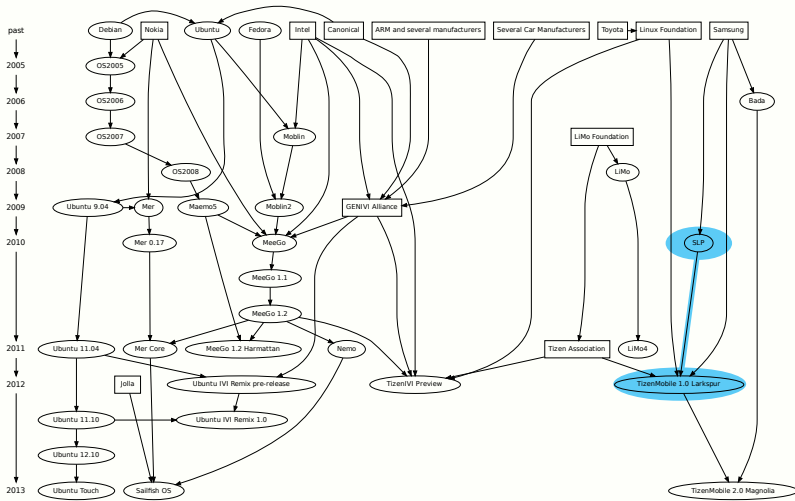 past
Debian
Nokia
Ubuntu
Fedora
Intel
Canonical
ARM and several manufacturers
Several Car Manufacturers
Toyota
Linux Foundation
Samsung
2005
OS2005
2006
OS2006
Bada
2007
OS2007
Moblin
LiMo Foundation
2008
OS2008
LiMo
2009
Ubuntu 9.04
Mer
Maemo5
Moblin2
GENIVI Alliance
2010
Mer 0.17
MeeGo
SLP
MeeGo 1.1
MeeGo 1.2
2011
Ubuntu 11.04
Mer Core
MeeGo 1.2 Harmattan
Nemo
Tizen Association
LiMo4
2012
Jolla
Ubuntu IVI Remix pre-release
TizenIVI Preview
TizenMobile 1.0 Larkspur
Ubuntu 11.10
Ubuntu IVI Remix 1.0
Ubuntu 12.10
2013
Ubuntu Touch
Sailfish OS
TizenMobile 2.0 Magnolia